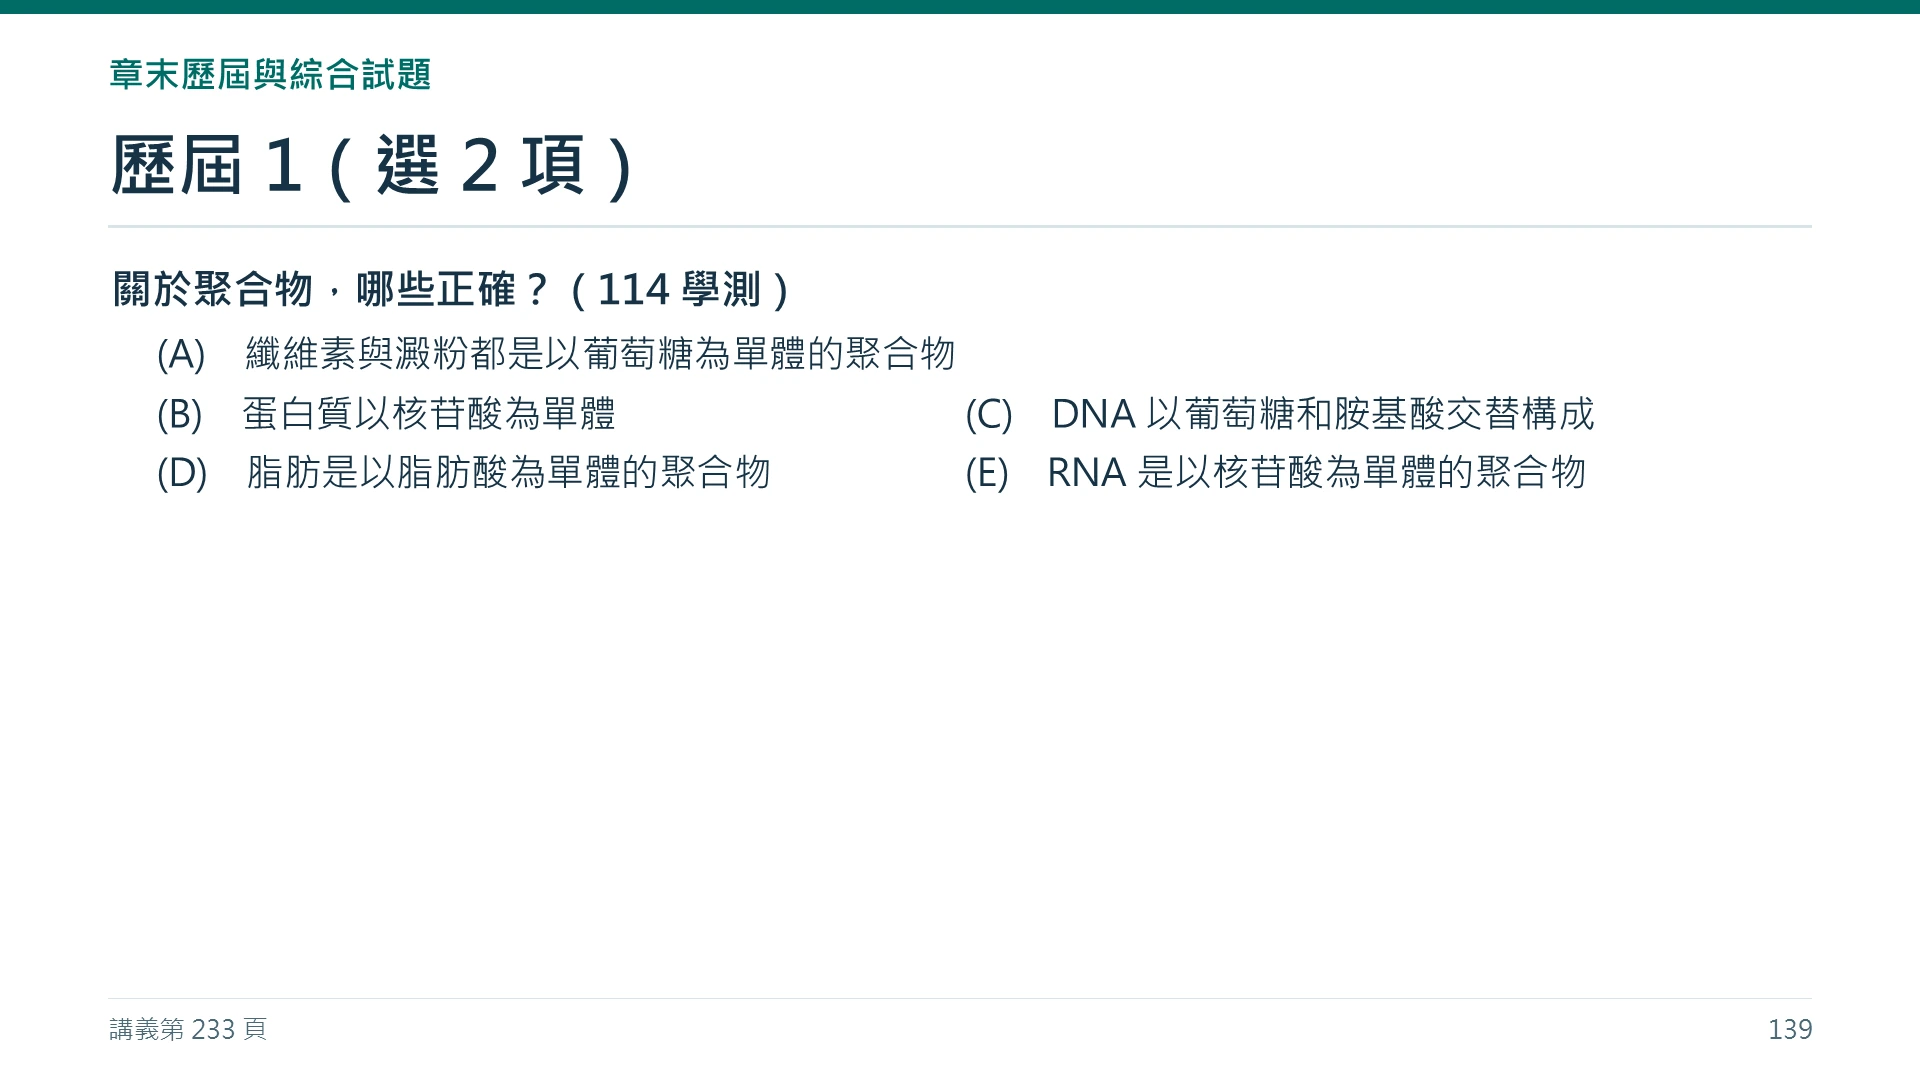 章末歷屆與綜合試題
歷屆 1（選 2 項）
關於聚合物，哪些正確？（114 學測）
(A) 纖維素與澱粉都是以葡萄糖為單體的聚合物
(B) 蛋白質以核苷酸為單體
(C) DNA 以葡萄糖和胺基酸交替構成
(D) 脂肪是以脂肪酸為單體的聚合物
(E) RNA 是以核苷酸為單體的聚合物
講義第 233 頁
139